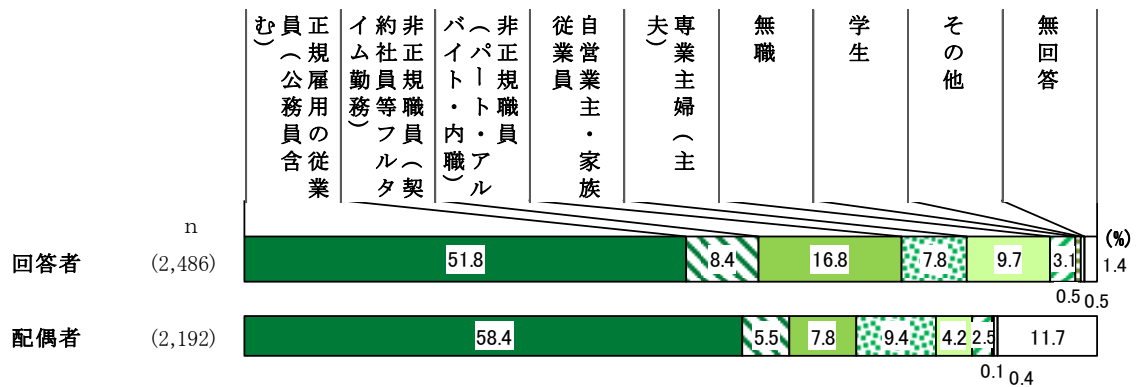 正規雇用の従業
員（公務員含
む）
非正規職員（契
約社員等フルタ
イム勤務）
非正規職員
（パート・アル
バイト・内職）
自営業主・家族
従業員
専業主婦（主
夫）
無職
学生
その他
無回答
n
(%)
回答者 (2,486) 51.8 8.4 16.8 7.8 9.7 3.1 1.4
0.5 0.5
配偶者 (2,192) 58.4 5.5 7.8 9.4 4.2 2.5 11.7
0.1 0.4